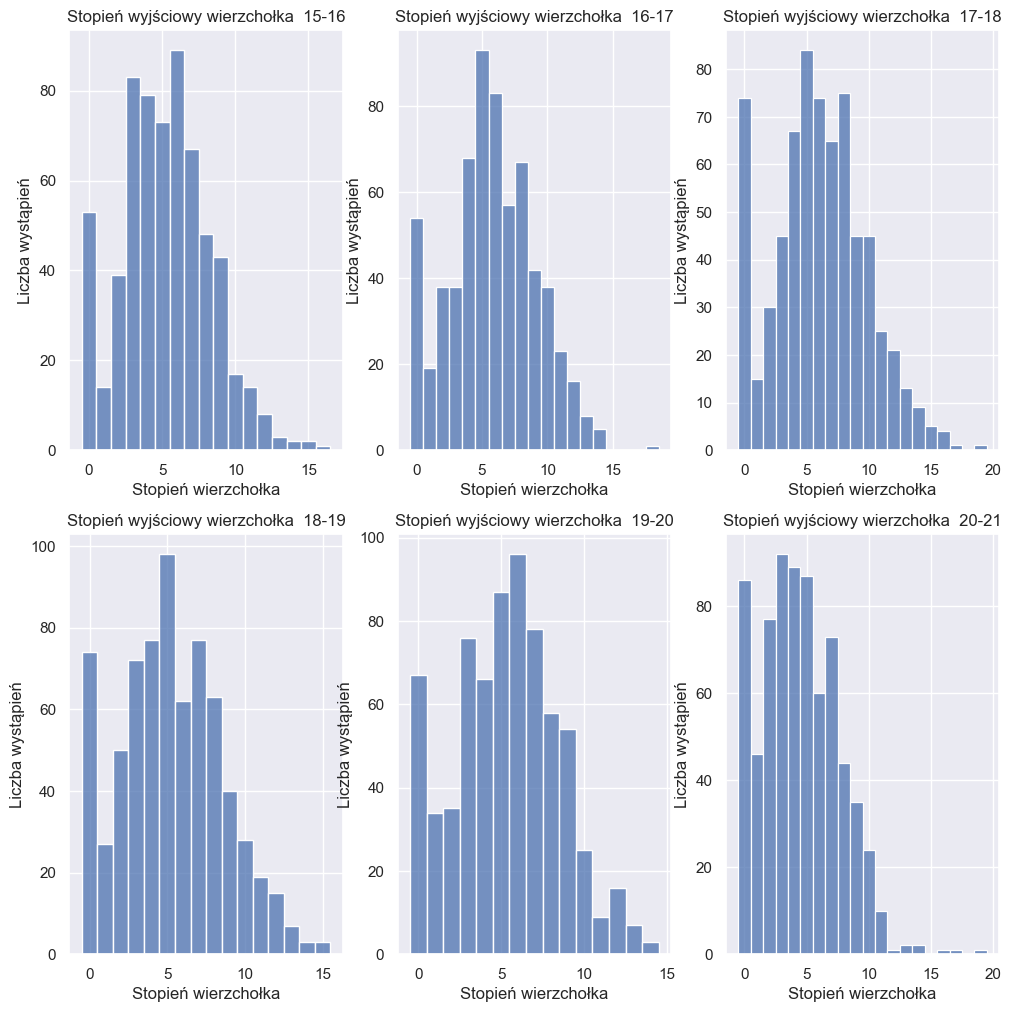 Stopień wyjściowy wierzchołka 15-16
Liczba wystąpień
80
60
40
20
0
0 5 10 15
Stopień wierzchołka
Stopień wyjściowy wierzchołka 16-17
Liczba wystąpień
80
60
40
20
0
0 5 10 15
Stopień wierzchołka
Stopień wyjściowy wierzchołka 17-18
Liczba wystąpień
80
70
60
50
40
30
20
10
0
0 5 10 15 20
Stopień wierzchołka
Stopień wyjściowy wierzchołka 18-19
Liczba wystąpień
100
80
60
40
20
0
0 5 10 15
Stopień wierzchołka
Stopień wyjściowy wierzchołka 19-20
Liczba wystąpień
100
80
60
40
20
0
0 5 10 15
Stopień wierzchołka
Stopień wyjściowy wierzchołka 20-21
Liczba wystąpień
80
60
40
20
0
0 5 10 15 20
Stopień wierzchołka